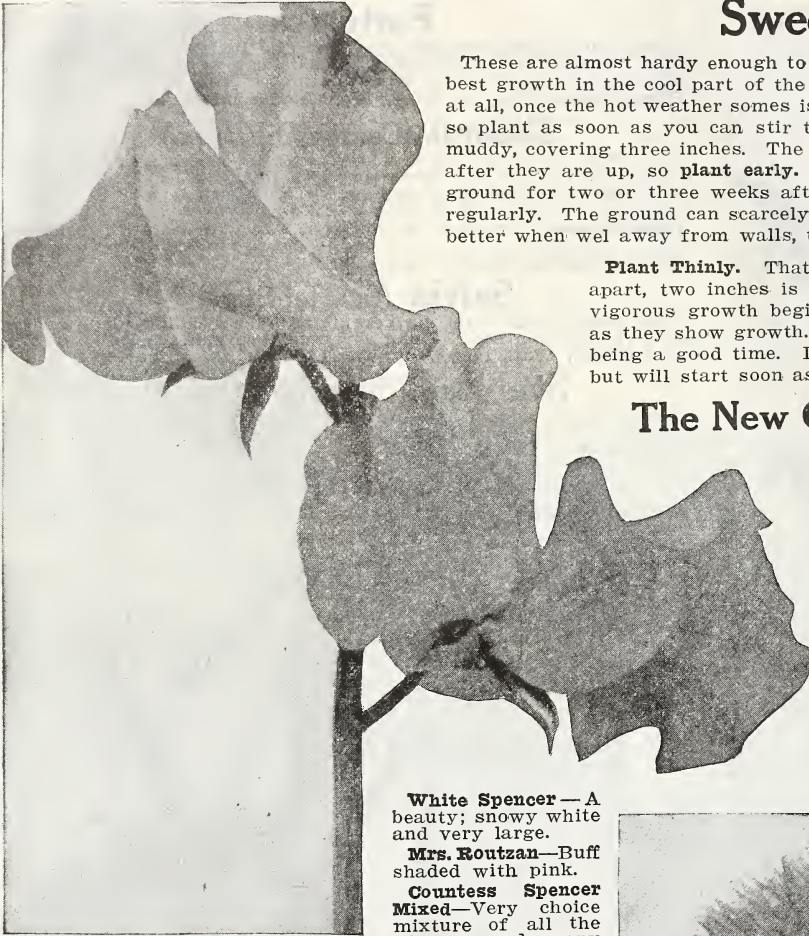 Swe
These are almost hardy enough to
best growth in the cool part of the
at all, once the hot weather somes is
so plant as soon as you can stir t
muddy, covering three inches. The
after they are up, so plant early.
ground for two or three weeks aft
regularly. The ground can scarcely
better when wel away from walls,
Plant Thinly. That
apart, two inches is
vigorous growth begi
as they show growth.
being a good time. I
but will start soon as
The New
White Spencer—A
beauty; snowy white
and very large.
Mrs. Routzan—Buff
shaded with pink.
Countess Spencer
Mixed—Very choice
mixture of all the